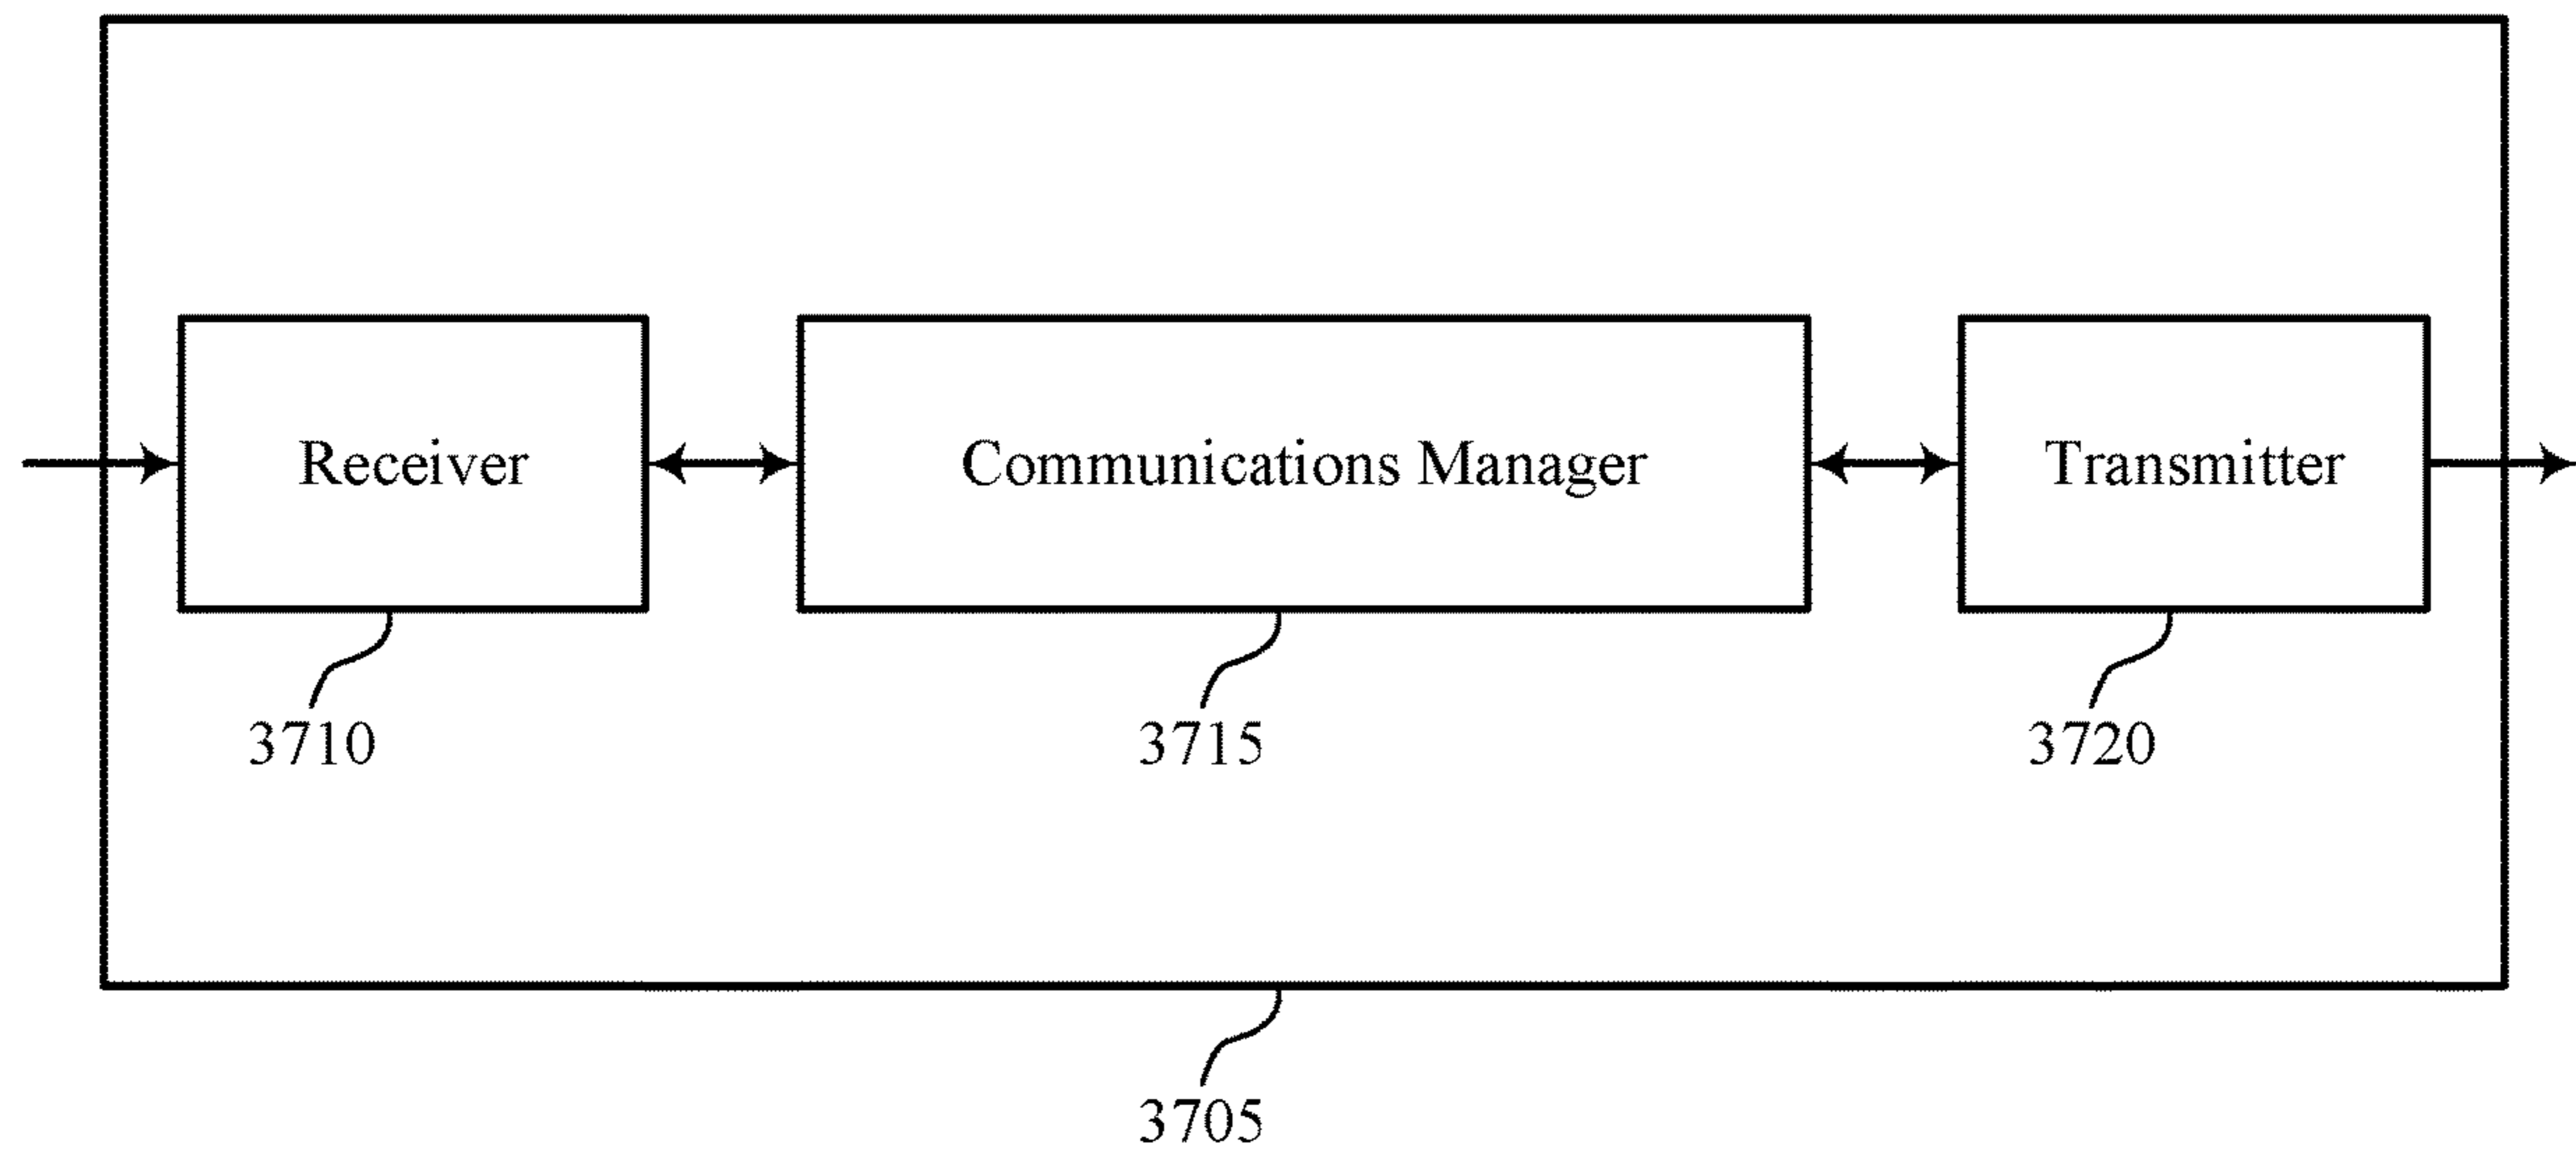 Receiver
Communications Manager
Transmitter
3710
3715
3720
3705